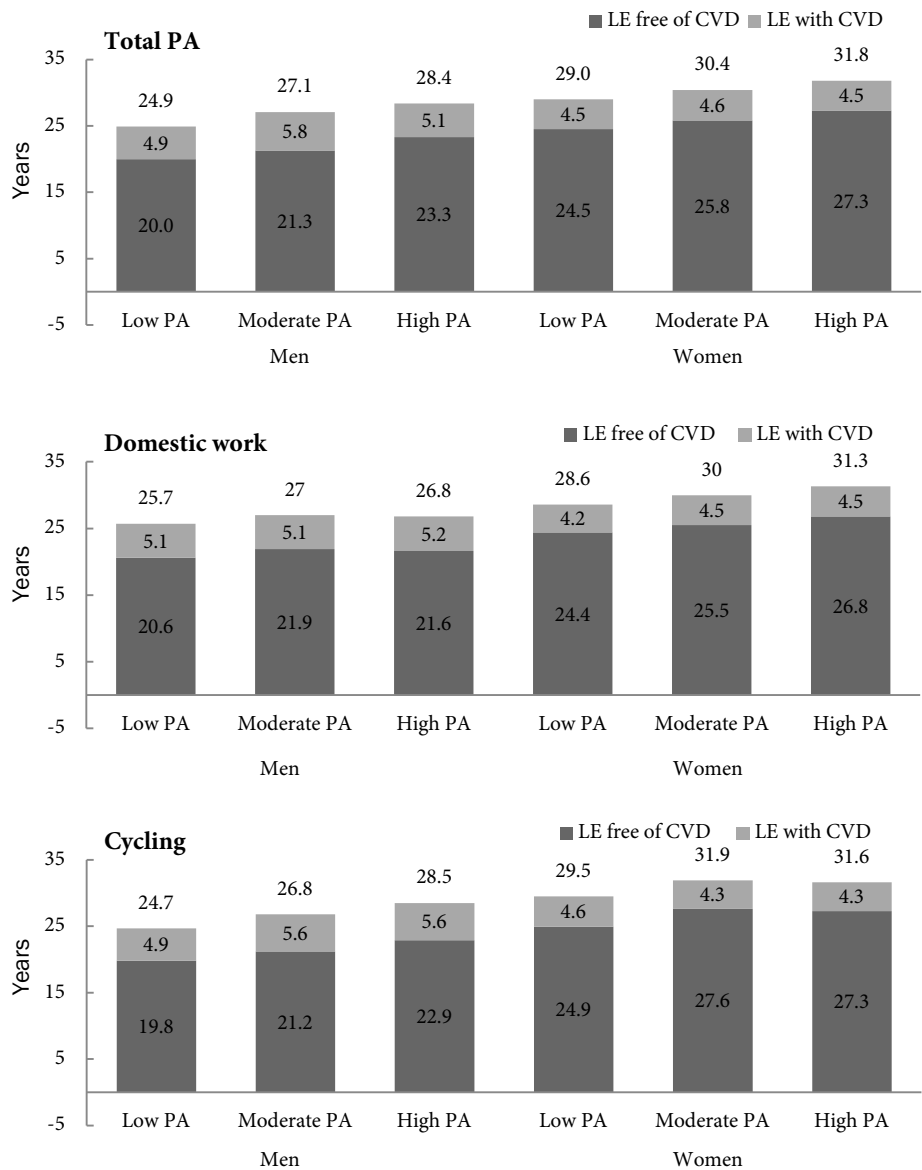 LE free of CVD LE with CVD
Total PA
35
24.9 27.1 28.4 29.0 30.4 31.8
25
4.9 5.8 5.1 4.5 4.6 4.5
Years
15
20.0 21.3 23.3 24.5 25.8 27.3
5
-5
Low PA Moderate PA High PA Low PA Moderate PA High PA
Men Women
LE free of CVD LE with CVD
Domestic work
35
25.7 27 26.8 28.6 30 31.3
25
5.1 5.1 5.2 4.2 4.5 4.5
Years
15
20.6 21.9 21.6 24.4 25.5 26.8
5
-5
Low PA Moderate PA High PA Low PA Moderate PA High PA
Men Women
LE free of CVD LE with CVD
Cycling
35
24.7 26.8 28.5 29.5 31.9 31.6
25
4.9 5.6 5.6 4.6 4.3 4.3
Years
15
19.8 21.2 22.9 24.9 27.6 27.3
5
-5
Low PA Moderate PA High PA Low PA Moderate PA High PA
Men Women